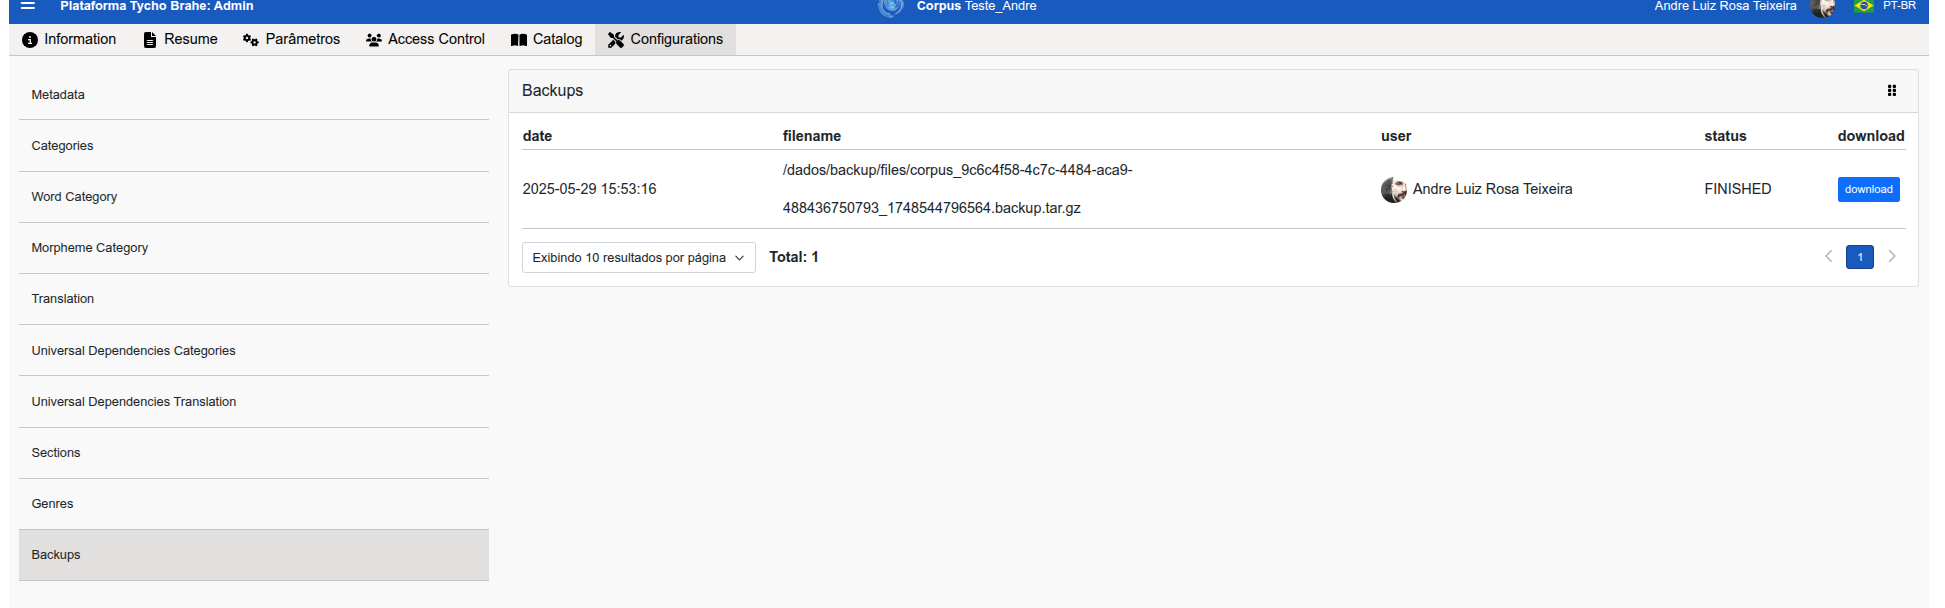 Plataforma Tycho Brahe: Admin
Corpus Teste_Andre
Andre Luiz Rosa Teixeira
PT-BR
Information
Resume
Parâmetros
Access Control
Catalog
Configurations
Metadata
Categories
Word Category
Morpheme Category
Translation
Universal Dependencies Categories
Universal Dependencies Translation
Sections
Genres
Backups
Backups
date
filename
user
status
download
2025-05-29 15:53:16
/dados/backup/files/corpus_9c6c4f58-4c7c-4484-aca9-
488436750793_1748544796564.backup.tar.gz
Andre Luiz Rosa Teixeira
FINISHED
download
Exibindo 10 resultados por página
Total: 1
1